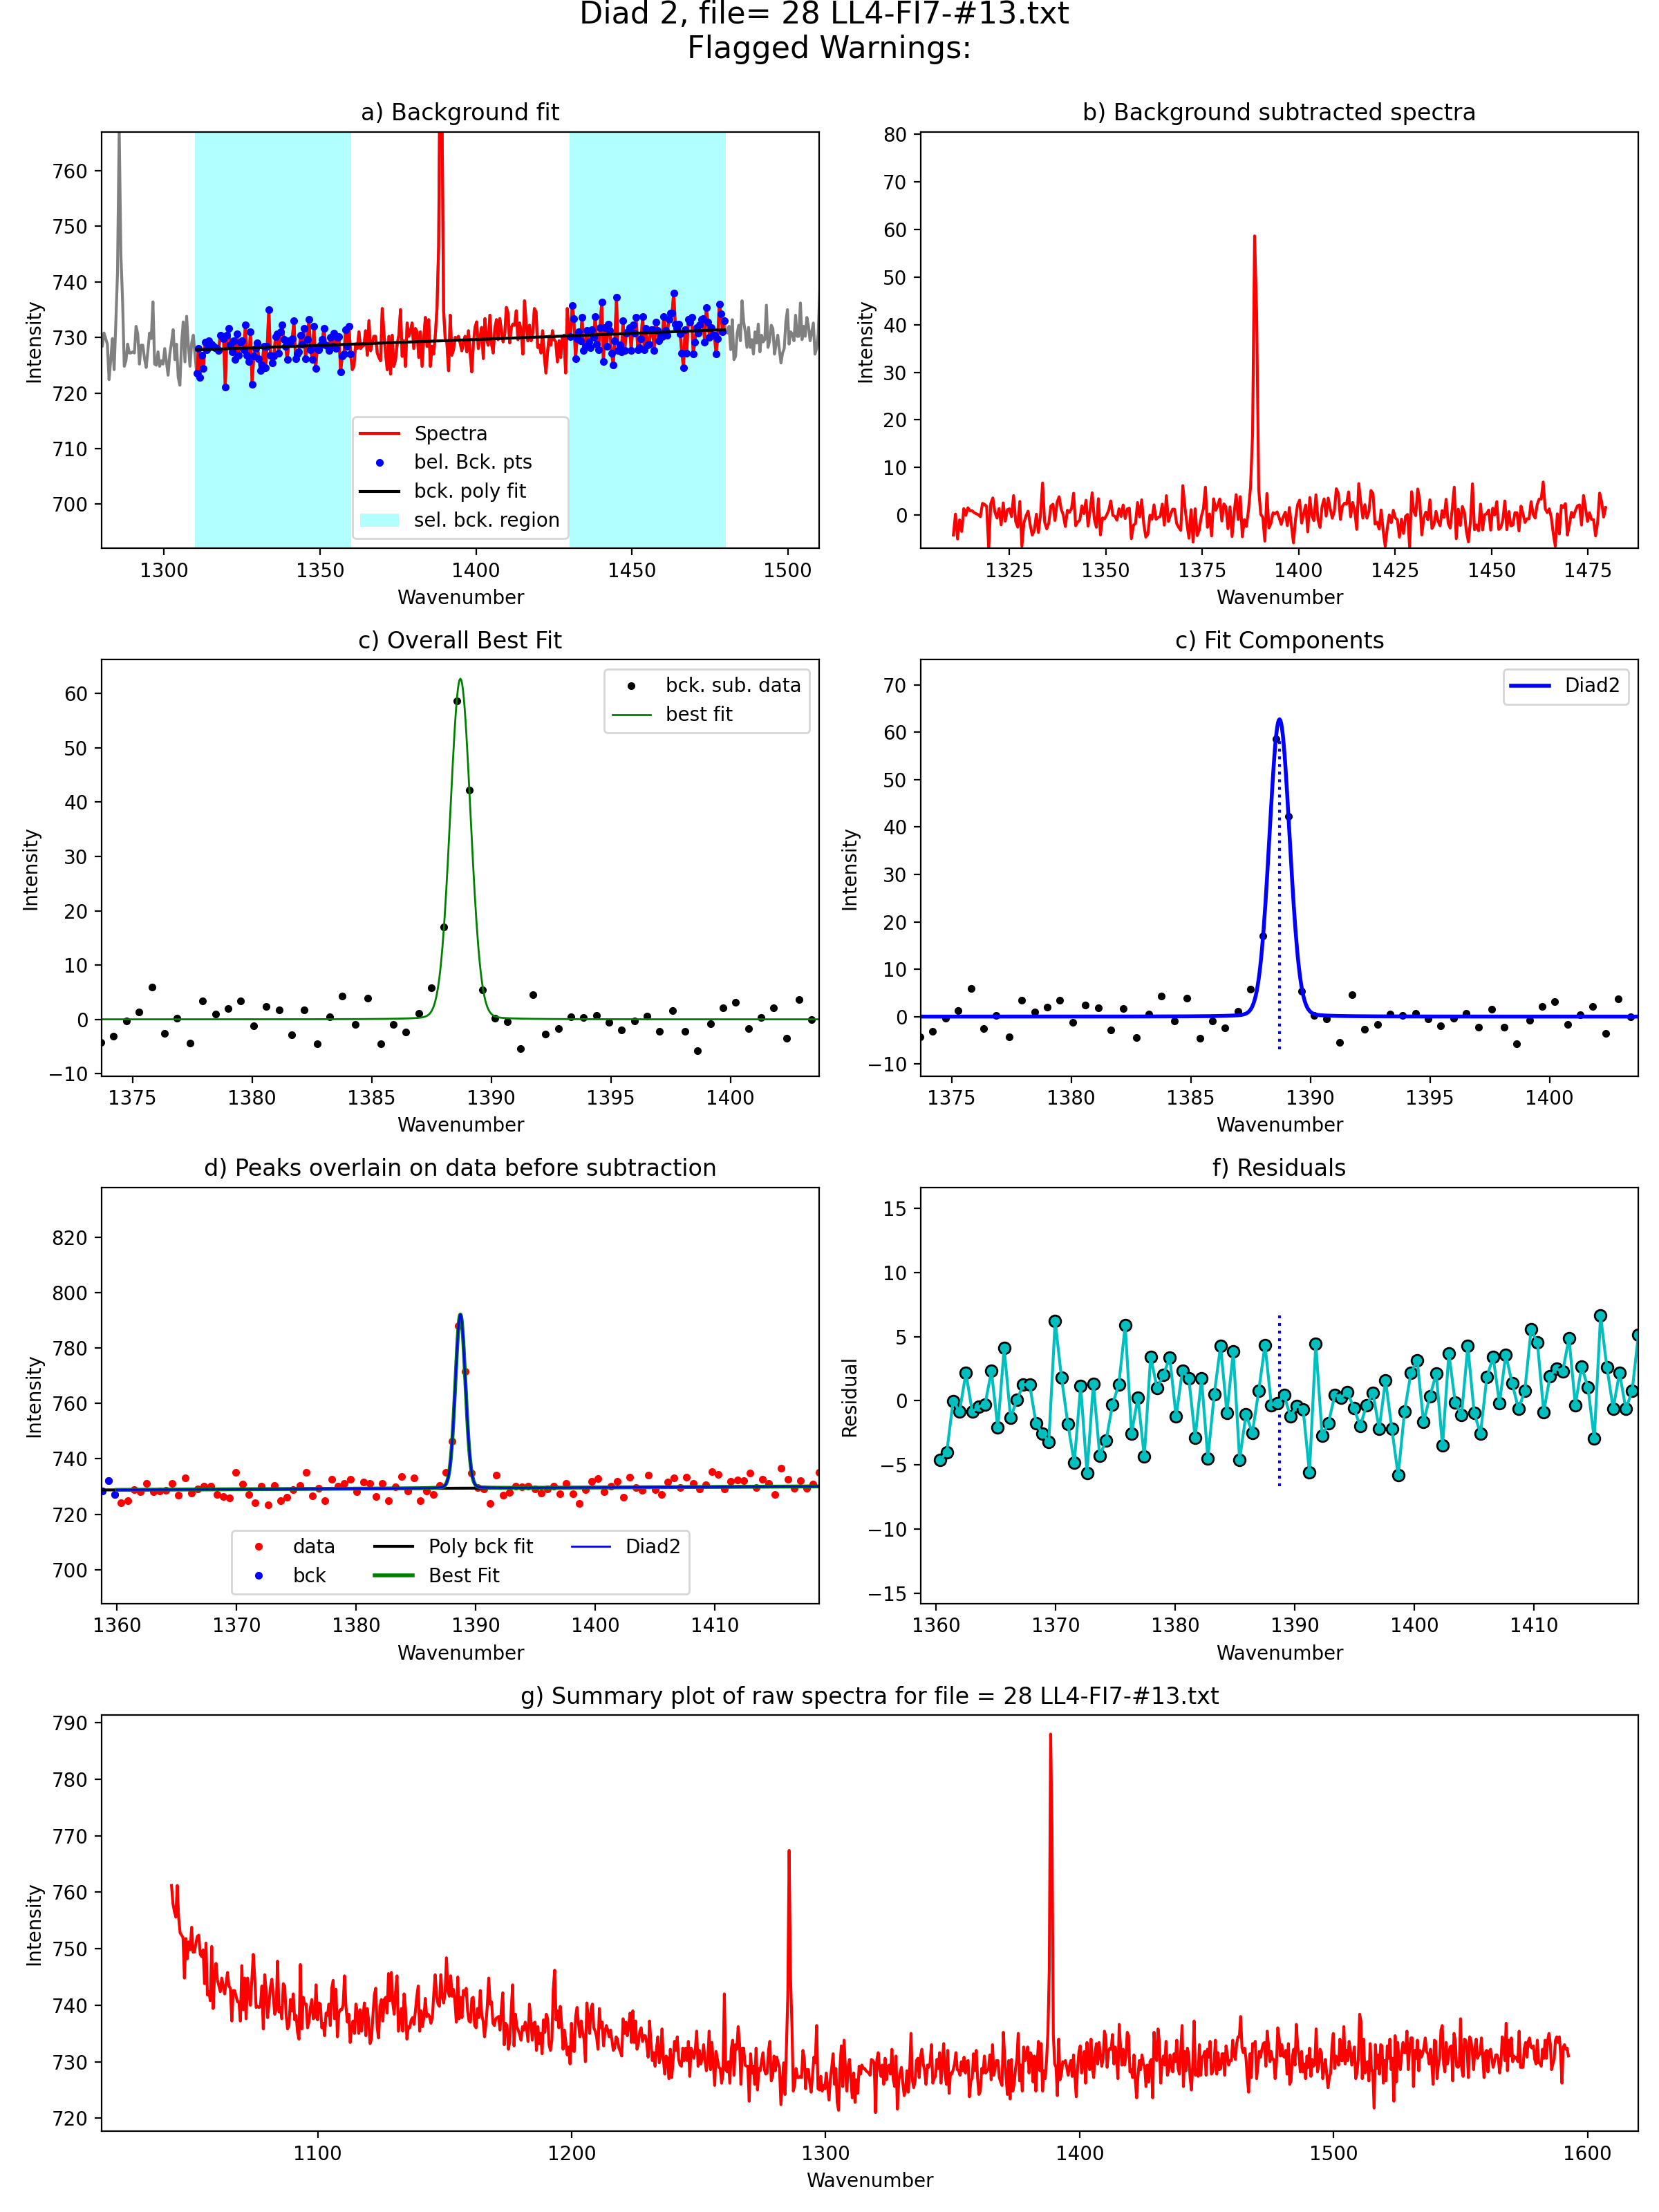 Diad 2, file= 28 LL4-FI7-#13.txt
Flagged Warnings:
a) Background fit
760
750
740
730
720
710
700
Intensity
Spectra
bel. Bck. pts
bck. poly fit
sel. bck. region
1300 1350 1400 1450 1500
Wavenumber
b) Background subtracted spectra
80
70
60
50
40
30
20
10
0
Intensity
1325 1350 1375 1400 1425 1450 1475
Wavenumber
c) Overall Best Fit
60
50
40
30
20
10
0
−10
Intensity
bck. sub. data
best fit
1375 1380 1385 1390 1395 1400
Wavenumber
c) Fit Components
70
60
50
40
30
20
10
0
−10
Intensity
Diad2
1375 1380 1385 1390 1395 1400
Wavenumber
d) Peaks overlain on data before subtraction
820
800
780
760
740
720
700
Intensity
data
bck
Poly bck fit
Best Fit
Diad2
1360 1370 1380 1390 1400 1410
Wavenumber
f) Residuals
15
10
5
0
−5
−10
−15
Residual
1360 1370 1380 1390 1400 1410
Wavenumber
g) Summary plot of raw spectra for file = 28 LL4-FI7-#13.txt
790
780
770
760
750
740
730
720
Intensity
1100 1200 1300 1400 1500 1600
Wavenumber